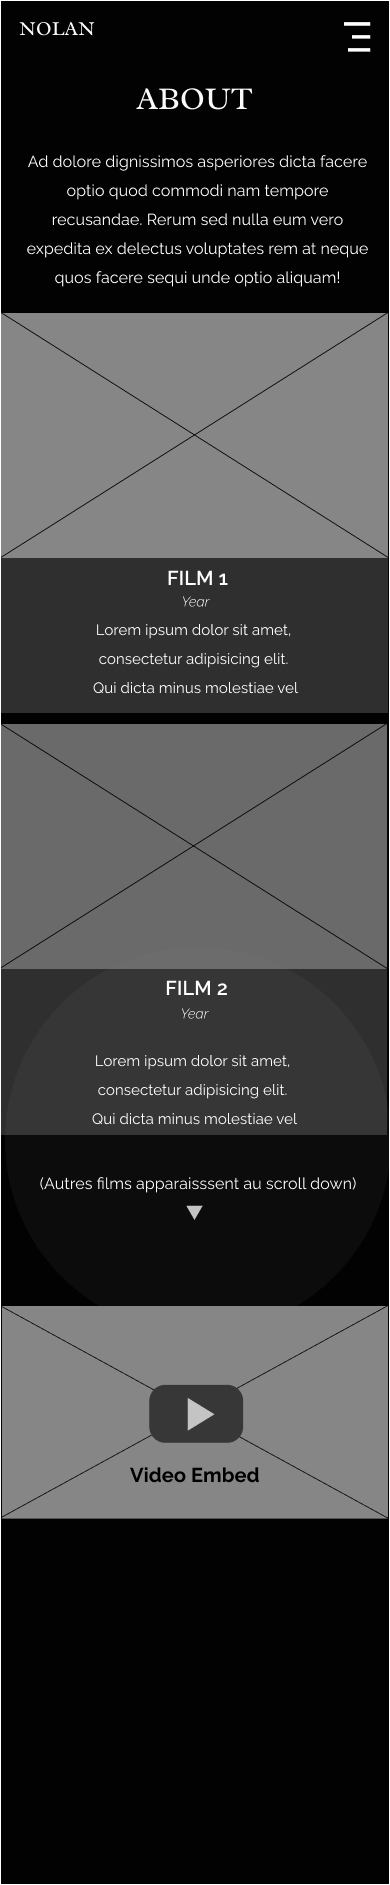 NOLAN
ABOUT
Ad dolore dignissimos asperiores dicta facere
optio quod commodi nam tempore
recusandae. Rerum sed nulla eum vero
expedita ex delectus voluptates rem at neque
quos facere sequi unde optio aliquam!
FILM 1
Year
Lorem ipsum dolor sit amet,
consectetur adipisicing elit.
Qui dicta minus molestiae vel
FILM 2
Year
Lorem ipsum dolor sit amet,
consectetur adipisicing elit.
Qui dicta minus molestiae vel
(Autres films apparaisssent au scroll down)
Video Embed